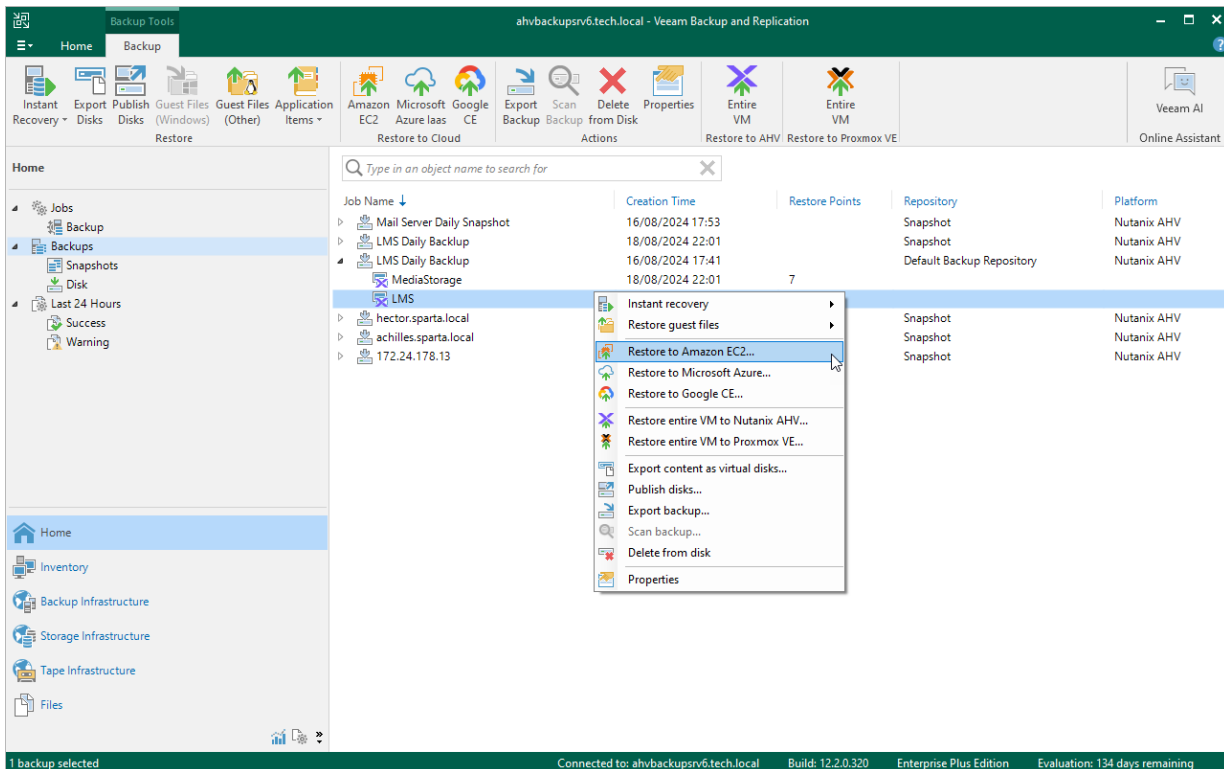 Backup Tools
ahvbackupsrv6.tech.local - Veeam Backup and Replication
Home Backup
Instant Recovery
Export Disks
Publish Disks
Guest Files (Windows)
Guest Files (Other)
Application Items
Restore
Amazon EC2
Microsoft Azure Iaas
Google CE
Restore to Cloud
Export Backup
Scan Backup
Delete from Disk
Properties
Actions
Entire VM
Restore to AHV
Entire VM
Restore to Proxmox VE
Veeam AI
Online Assistant
Home
Jobs
Backup
Backups
Snapshots
Disk
Last 24 Hours
Success
Warning
Home
Inventory
Backup Infrastructure
Storage Infrastructure
Tape Infrastructure
Files
Type in an object name to search for
Job Name Creation Time Restore Points Repository Platform
Mail Server Daily Snapshot 16/08/2024 17:53 Snapshot Nutanix AHV
LMS Daily Backlup 18/08/2024 22:01 Snapshot Nutanix AHV
LMS Daily Backlup 16/08/2024 17:41 Default Backup Repository Nutanix AHV
MediaStorage 18/08/2024 22:01 7
LMS
hector.sparta.local Snapshot Nutanix AHV
achilles.sparta.local Snapshot Nutanix AHV
172.24.178.13 Snapshot Nutanix AHV
Instant recovery
Restore guest files
Restore to Amazon EC2...
Restore to Microsoft Azure...
Restore to Google CE...
Restore entire VM to Nutanix AHV...
Restore entire VM to Proxmox VE...
Export content as virtual disks...
Publish disks...
Export backup...
Scan backup...
Delete from disk
Properties
1 backup selected
Connected to: ahvbackupsrv6.tech.local Build: 12.2.0.320 Enterprise Plus Edition Evaluation: 134 days remaining